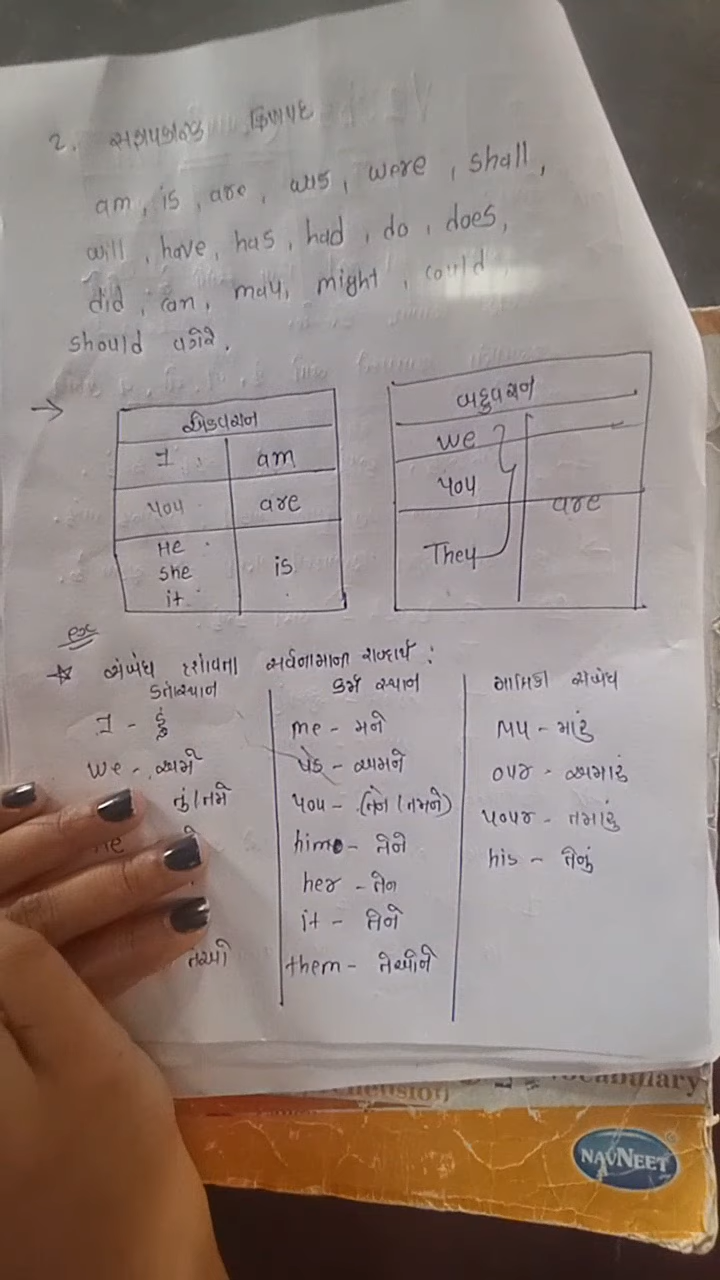 2. સહાયકારક ક્રિયાપદ
am, is, are, was, were, shall,
will, have, has, had, do, does,
did, can, may, might, could,
should વગેરે.
→ એકવચન
I am
you are
He
she
it
is
બહુવચન
we
you
They
are
ex
☆ સંબંધ દર્શાવતા સર્વનામોના શબ્દાર્થ :
કર્તાસ્થાન
I - હું
we - અમે
તું/તમે
He
તેઓ
કર્મ સ્થાન
me - મને
અમને
you - (તને/તમને)
him - તેને
her - તેને
it - તેને
them - તેઓને
માલિકી સંબંધ
My - મારું
our - અમારું
your - તમારું
his - તેનું
Vocabulary
NAVNEET